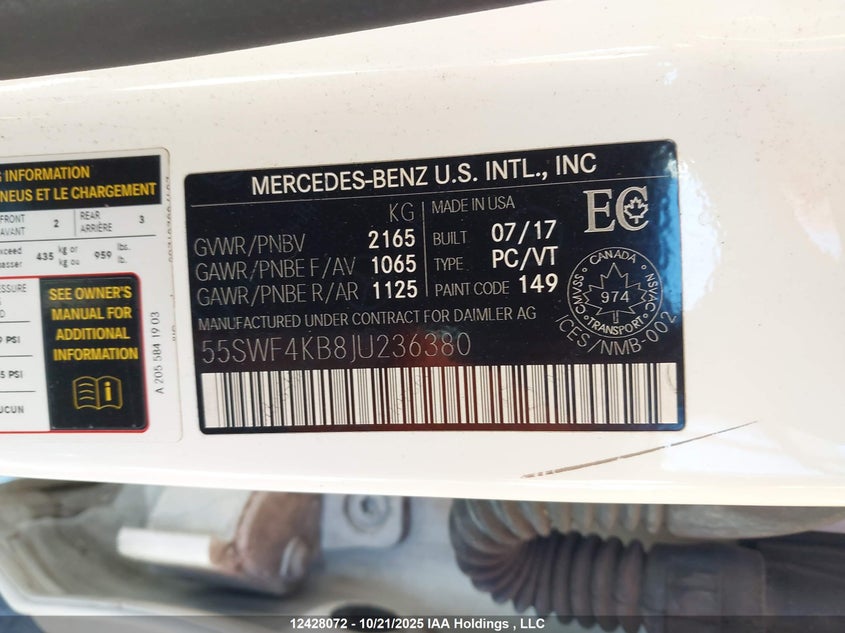 G INFORMATION
NEUS ET LE CHARGEMENT
FRONT 2 REAR 3
AVANT ARRIÈRE
kg or lbs.
435 959
kg ou lb.
SEE OWNER'S
MANUAL FOR
ADDITIONAL
INFORMATION
PSI
5 PSI
UCUN
A 205 584 19 03
MERCEDES-BENZ U.S. INTL., INC
KG
GVWR/PNBV 2165
GAWR/PNBE F/AV 1065
GAWR/PNBE R/AR 1125
MADE IN USA
BUILT 07/17
TYPE PC/VT
PAINT CODE 149
EC
CANADA
CMVSS 974 NSVAC
TRANSPORT
ICES/NMB-002
MANUFACTURED UNDER CONTRACT FOR DAIMLER AG
55SWF4KB8JU236380
12428072 - 10/21/2025 IAA Holdings , LLC